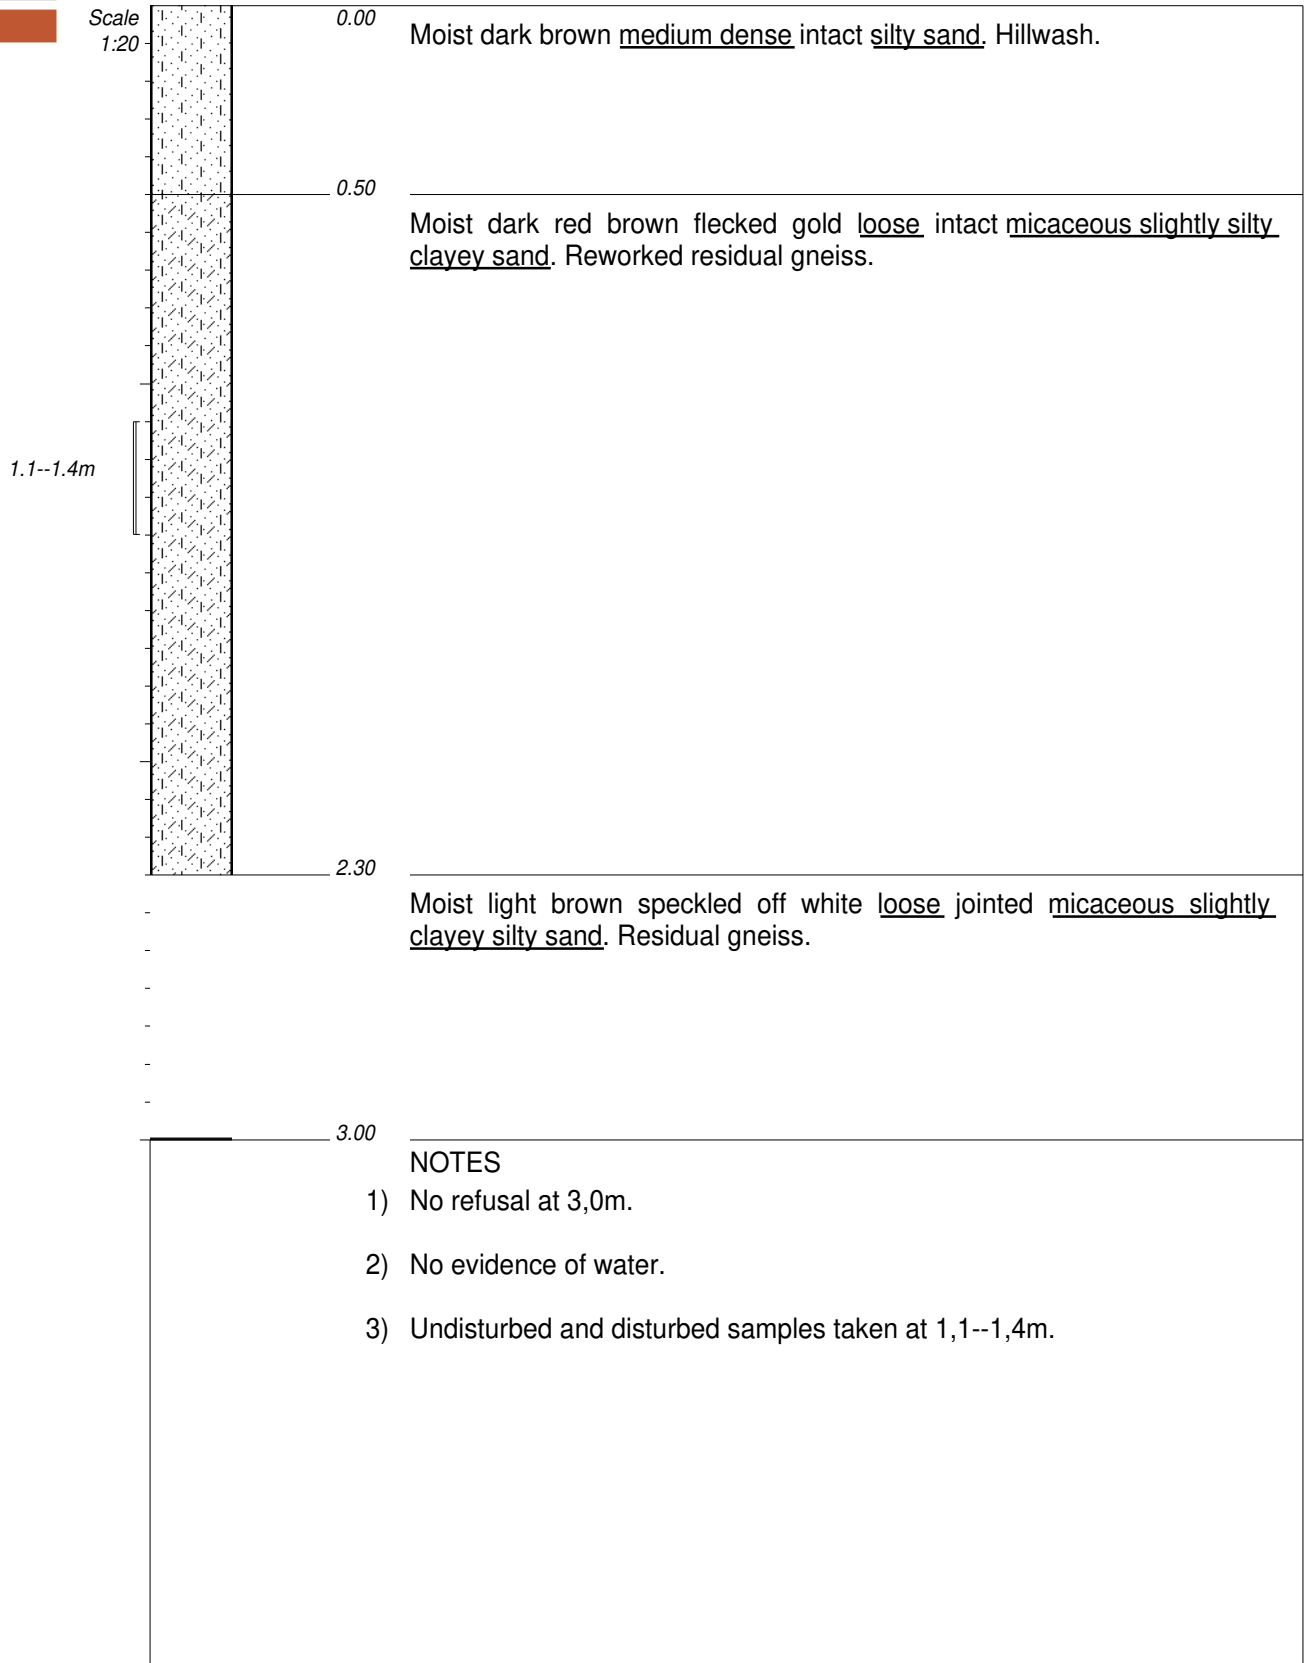 Scale
1:20
0.00
Moist dark brown medium dense intact silty sand. Hillwash.
0.50
Moist dark red brown flecked gold loose intact micaceous slightly silty
clayey sand. Reworked residual gneiss.
1.1--1.4m
2.30
Moist light brown speckled off white loose jointed micaceous slightly
clayey silty sand. Residual gneiss.
3.00
NOTES
1) No refusal at 3,0m.
2) No evidence of water.
3) Undisturbed and disturbed samples taken at 1,1--1,4m.